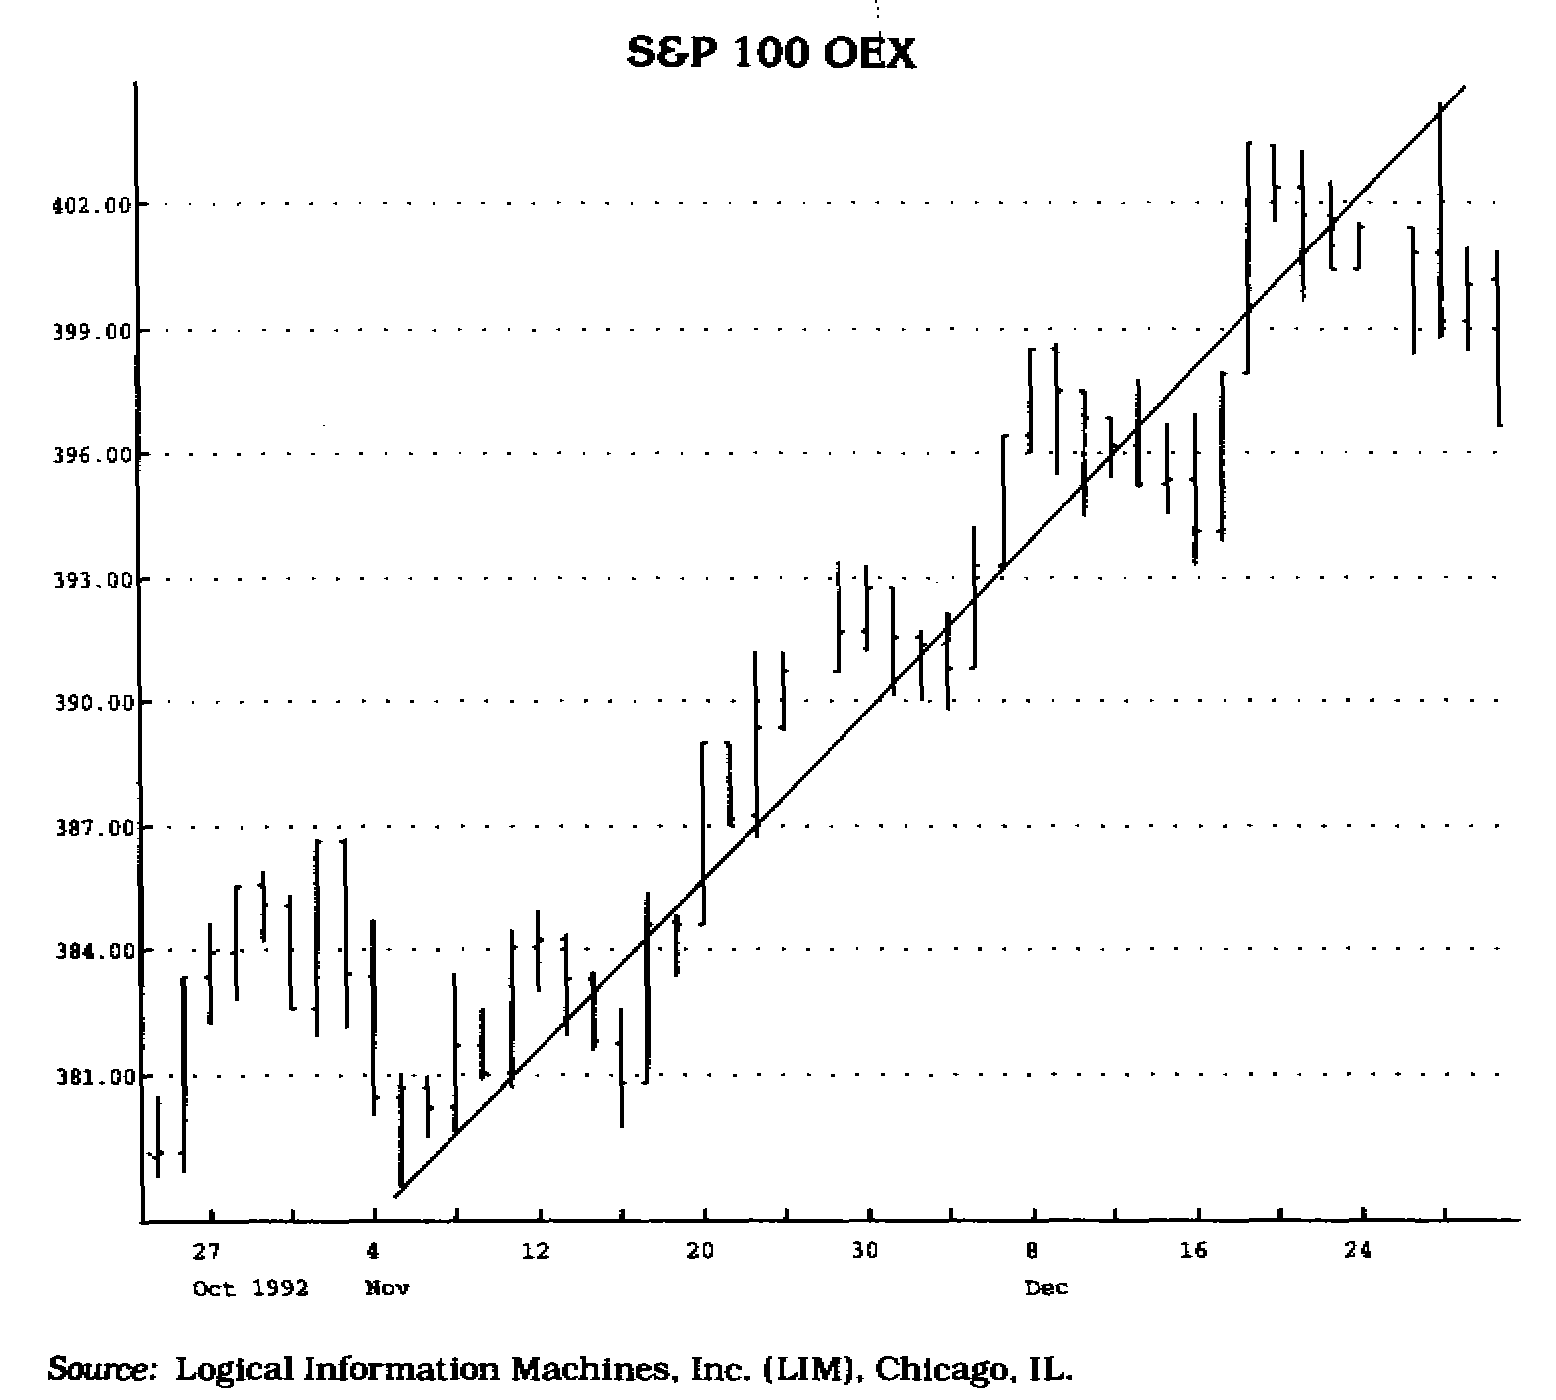 S&P 100 OEX
402.00
399.00
396.00
393.00
390.00
387.00
384.00
381.00
27 4 12 20 30 8 16 24
Oct 1992 Nov Dec
Source: Logical Information Machines, Inc. (LIM), Chicago, IL.